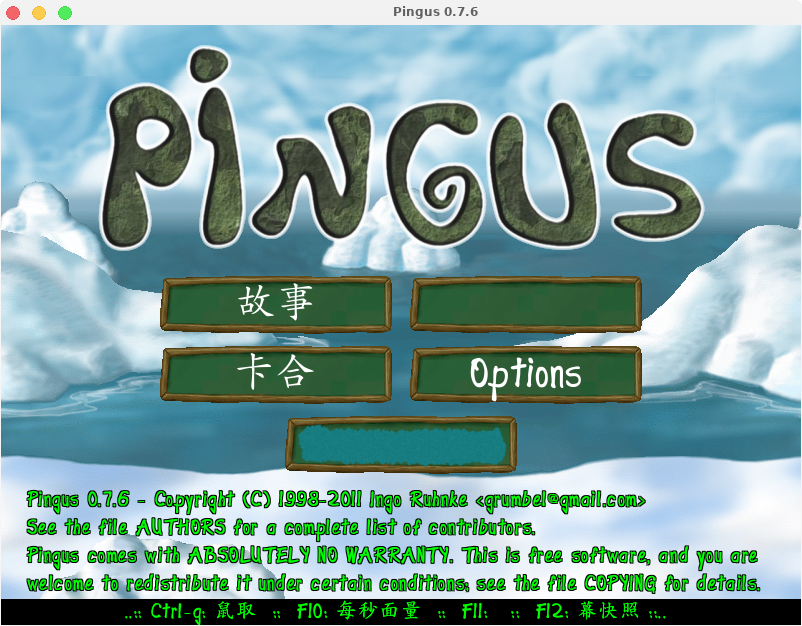 Pingus 0.7.6
PiNGUS
故事
卡合
Options
Pingus 0.7.6 - Copyright (C) 1998-2011 Ingo Ruhnke <grumbel@gmail.com>
See the file AUTHORS for a complete list of contributors.
Pingus comes with ABSOLUTELY NO WARRANTY. This is free software, and you are
welcome to redistribute it under certain conditions; see the file COPYING for details.
..:: Ctrl-g: 鼠取 :: F10: 每秒面量 :: F11: :: F12: 幕快照 ::..